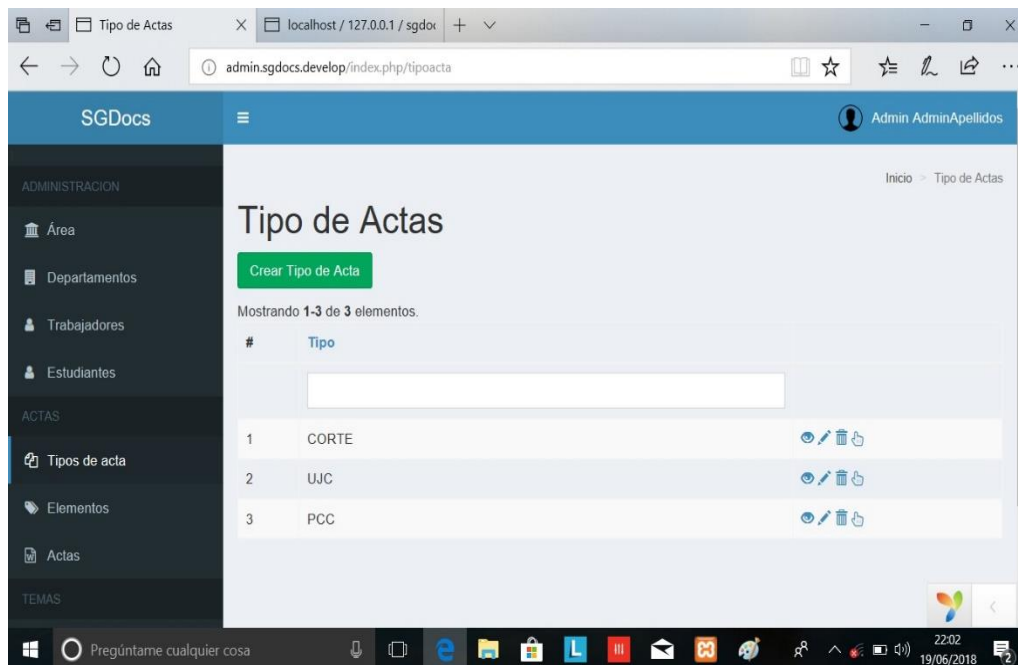 Tipo de Actas
localhost / 127.0.0.1 / sgdoc
admin.sgdocs.develop/index.php/tipoacta
SGDocs
Admin AdminApellidos
ADMINISTRACION
Inicio > Tipo de Actas
Área
Departamentos
Trabajadores
Estudiantes
ACTAS
Tipos de acta
Elementos
Actas
TEMAS
Tipo de Actas
Crear Tipo de Acta
Mostrando 1-3 de 3 elementos.
# Tipo
1 CORTE
2 UJC
3 PCC
Pregúntame cualquier cosa
22:02
19/06/2018
2